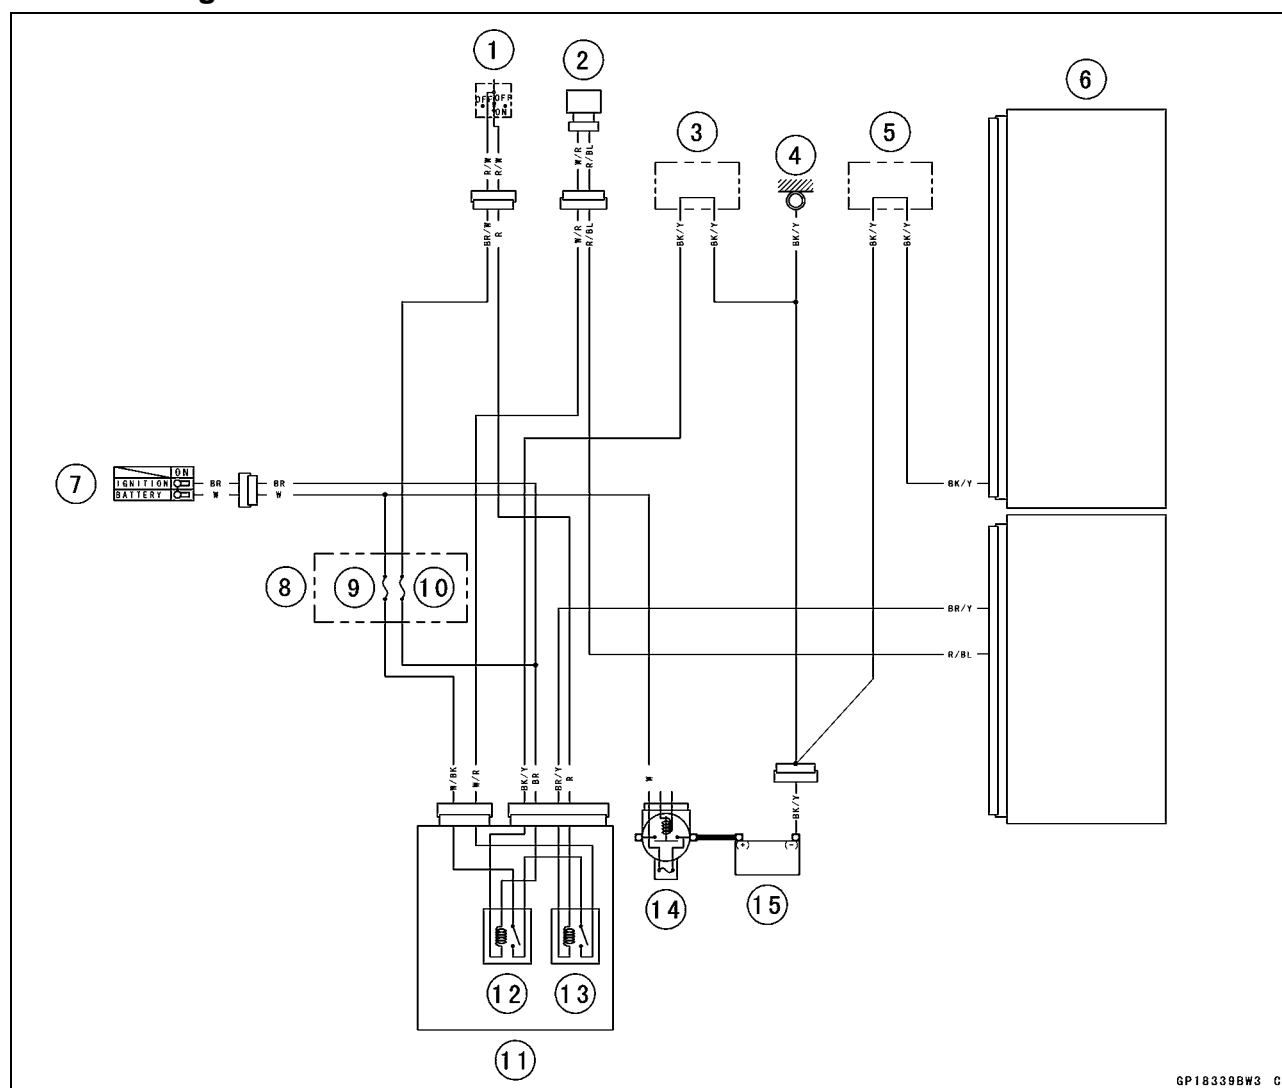 1
2
3
4
5
6
OFF
OFF
ON
R/W
R/W
W/R
R/BL
BR/W
R
W/R
R/BL
BK/Y
BK/Y
BK/Y
BK/Y
BK/Y
7
ON
IGNITION
BATTERY
BR
W
BR
W
BK/Y
8
9
10
BR/Y
R/BL
W/BK
W/R
BK/Y
BR
BR/Y
R
W
BK/Y
(+)
(-)
14
15
12
13
11
GP18339BW3 C